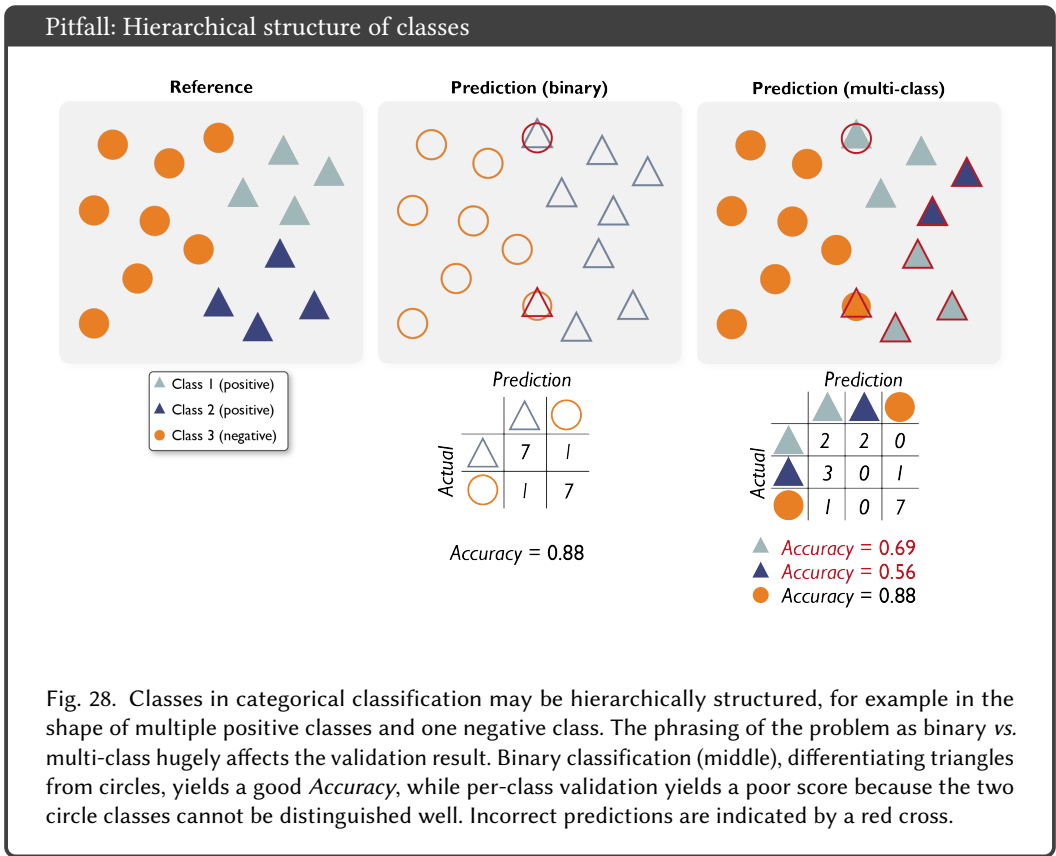 Pitfall: Hierarchical structure of classes
Reference
Prediction (binary)
Prediction (multi-class)
Class 1 (positive)
Class 2 (positive)
Class 3 (negative)
Prediction
Actual
7 1
1 7
Accuracy = 0.88
Prediction
Actual
2 2 0
3 0 1
1 0 7
Accuracy = 0.69
Accuracy = 0.56
Accuracy = 0.88
Fig. 28. Classes in categorical classification may be hierarchically structured, for example in the
shape of multiple positive classes and one negative class. The phrasing of the problem as binary vs.
multi-class hugely affects the validation result. Binary classification (middle), differentiating triangles
from circles, yields a good Accuracy, while per-class validation yields a poor score because the two
circle classes cannot be distinguished well. Incorrect predictions are indicated by a red cross.